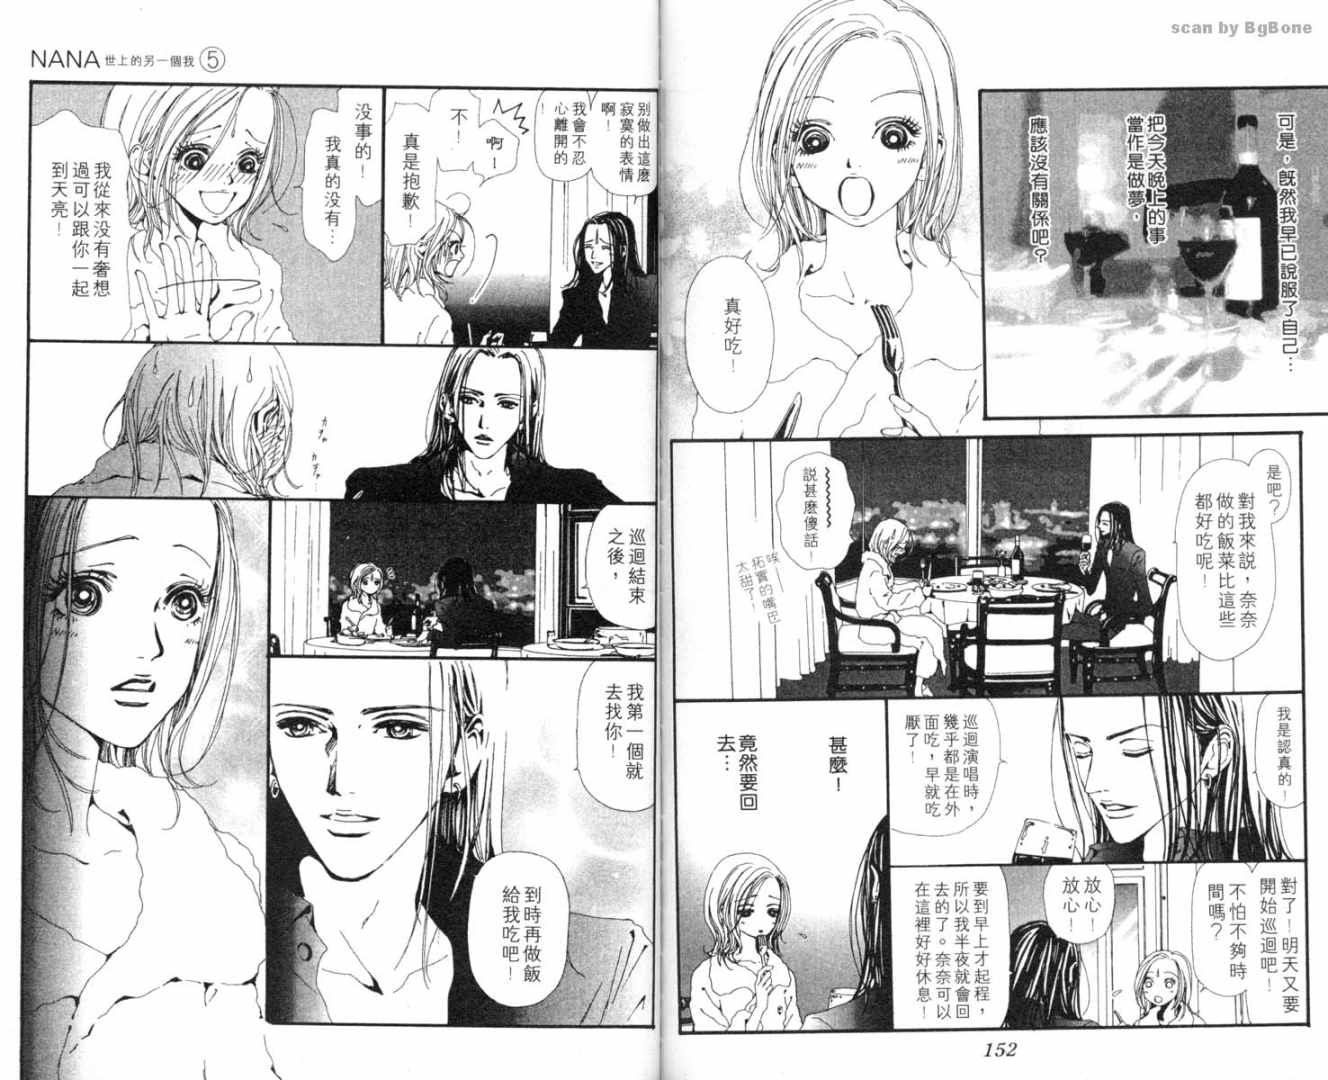 scan by BgBone
可是，既然我早已說服了自己…
把今天晚上的事
當作是做夢，
應該沒有關係吧？
真好吃！
是吧？
對我來說，奈奈
做的飯菜比這些
都好吃呢！
說甚麼傻話！
唉——
拓實的嘴巴
太甜了！
我是認真的！
巡迴演唱時，
幾乎都是在外
面吃，早就吃
厭了！
甚麼！
竟然要回
去…
對了！明天又要
開始巡迴吧！
不怕不夠時
間嗎？
放心！
放心！
要到早上才起程，
所以我半夜就會回
去的了。奈奈可以
在這裡好好休息！
152
NANA 世上的另一個我 ⑤
別做出這麼
寂寞的表情
啊！
我會不忍
心離開的
！
啊！
不！
真是抱歉！
没事的！
我真的没有…
我從來没有奢想
過可以跟你一起
到天亮！
カチャ
カチャ
巡迴結束
之後，
我第一個就
去找你！
到時再做飯
給我吃吧！